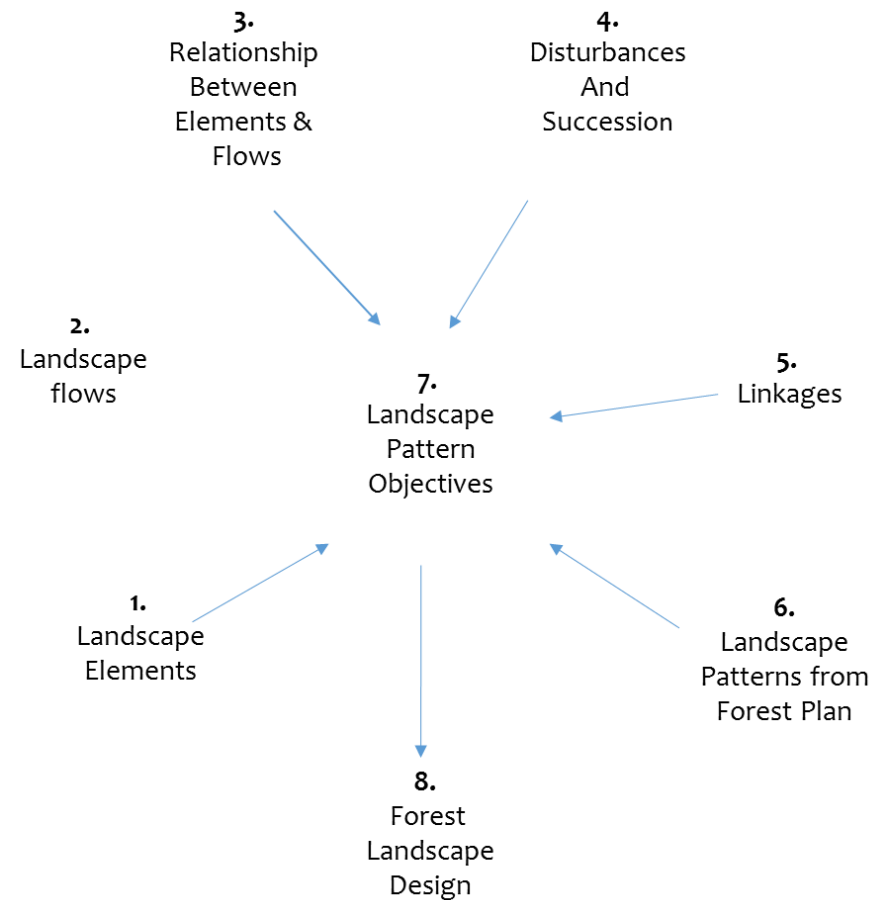 3.
Relationship
Between
Elements &
Flows
4.
Disturbances
And
Succession
2.
Landscape
flows
7.
Landscape
Pattern
Objectives
5.
Linkages
1.
Landscape
Elements
6.
Landscape
Patterns from
Forest Plan
8.
Forest
Landscape
Design